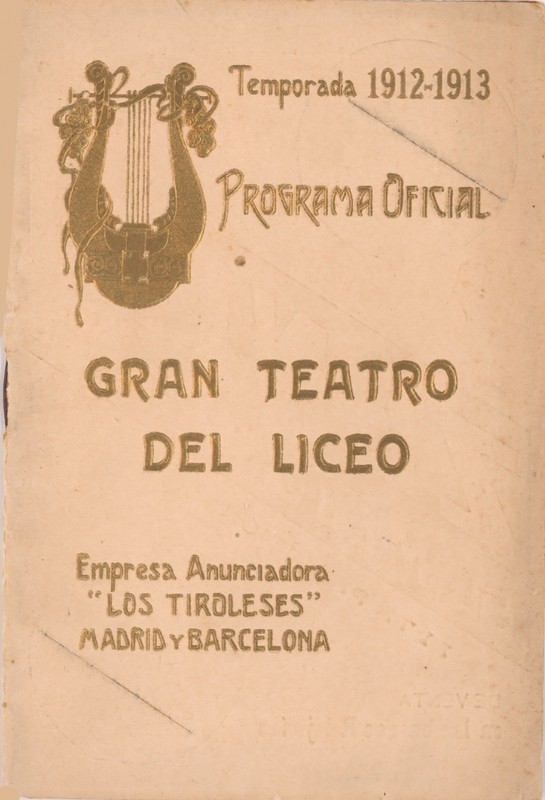 Temporada 1912-1913
PROGRAMA OFICIAL
GRAN TEATRO
DEL LICEO
Empresa Anunciadora
"LOS TIROLESES"
MADRID Y BARCELONA